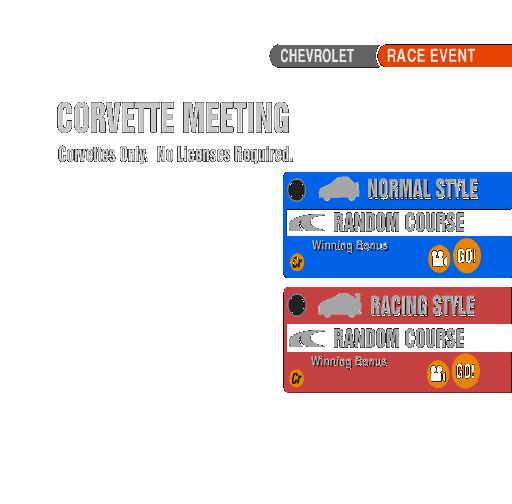 CHEVROLET RACE EVENT
CORVETTE MEETING
Corvettes Only. No Licenses Required.
NORMAL STYLE
RANDOM COURSE
Winning Bonus
Cr GO!
RACING STYLE
RANDOM COURSE
Winning Bonus
Cr GO!